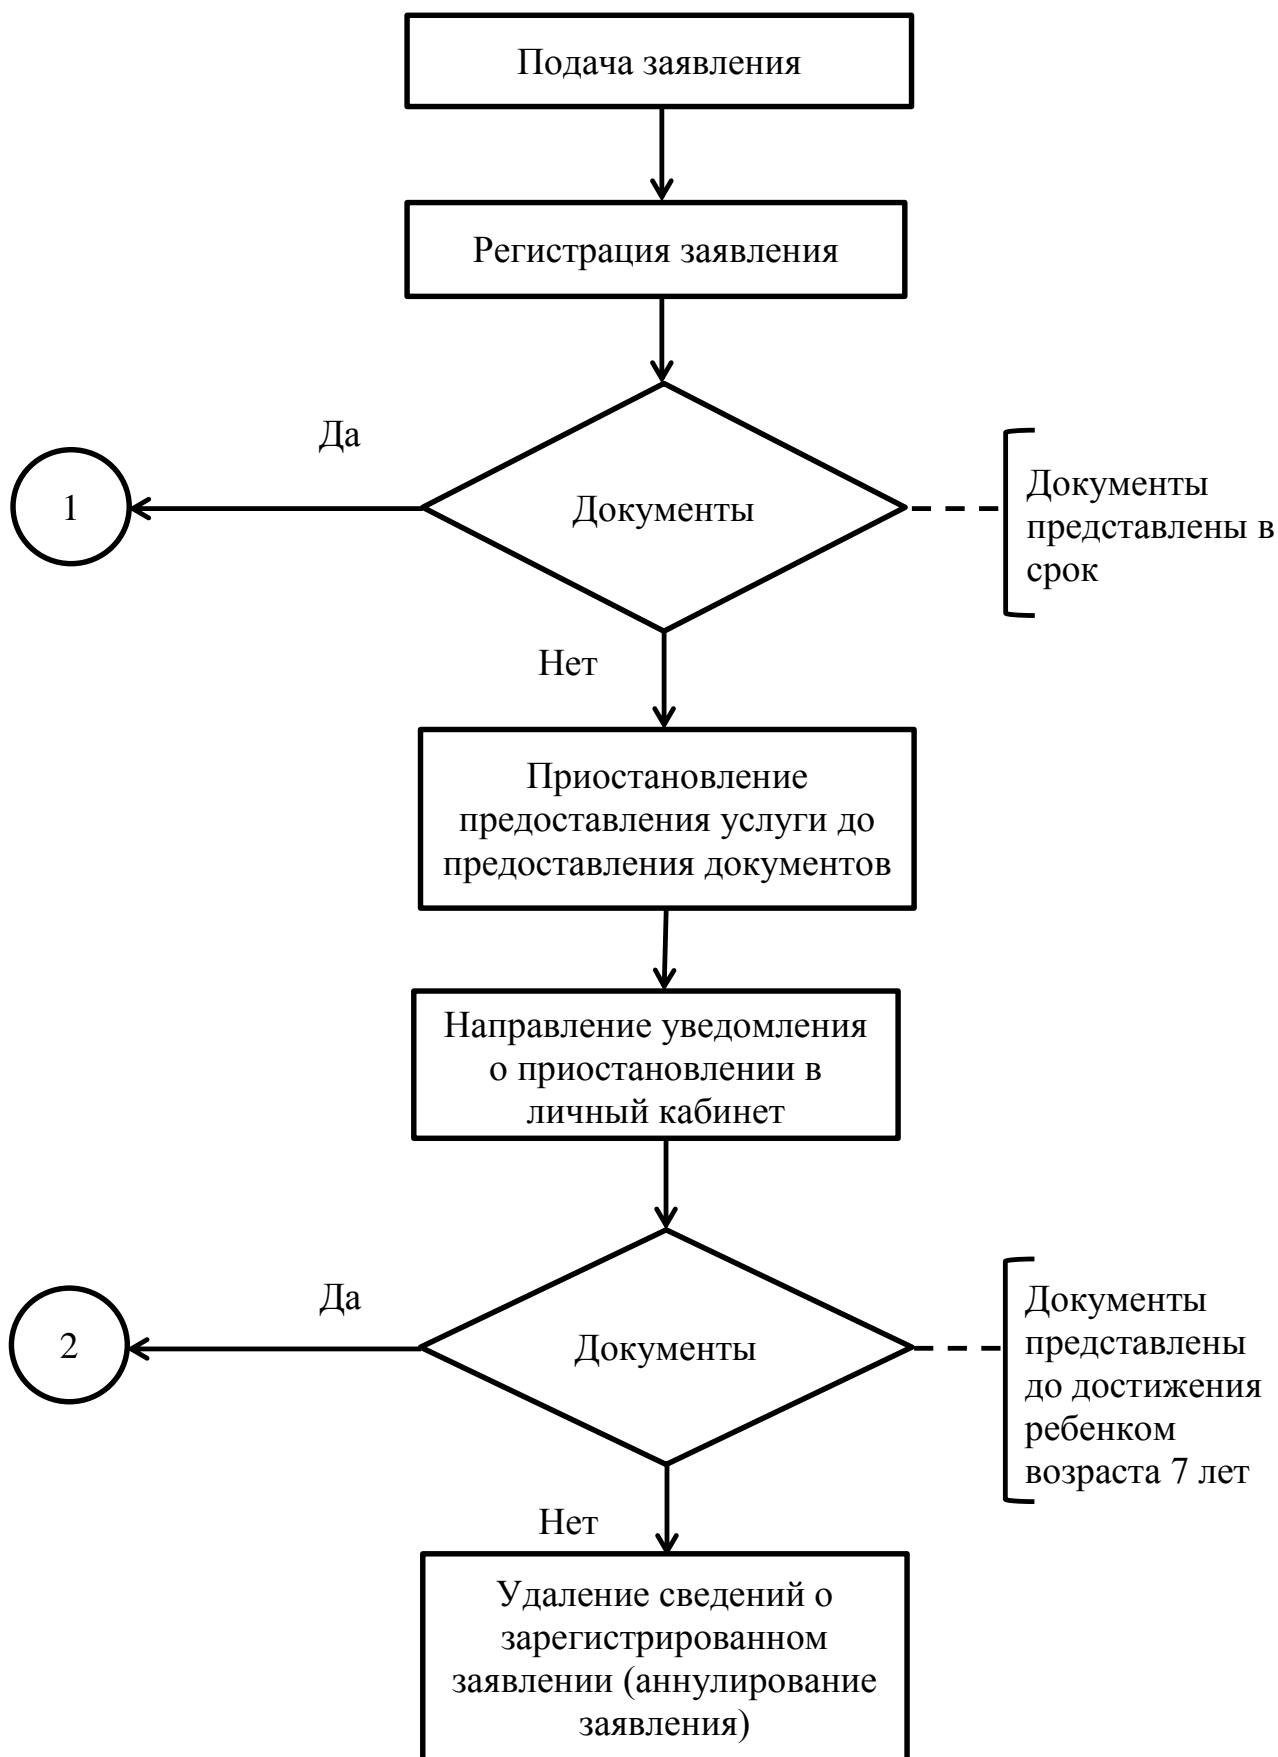 Подача заявления
Регистрация заявления
Да
1
Документы
Документы
представлены в
срок
Нет
Приостановление
предоставления услуги до
предоставления документов
Направление уведомления
о приостановлении в
личный кабинет
Да
2
Документы
Документы
представлены
до достижения
ребенком
возраста 7 лет
Нет
Удаление сведений о
зарегистрированном
заявлении (аннулирование
заявления)